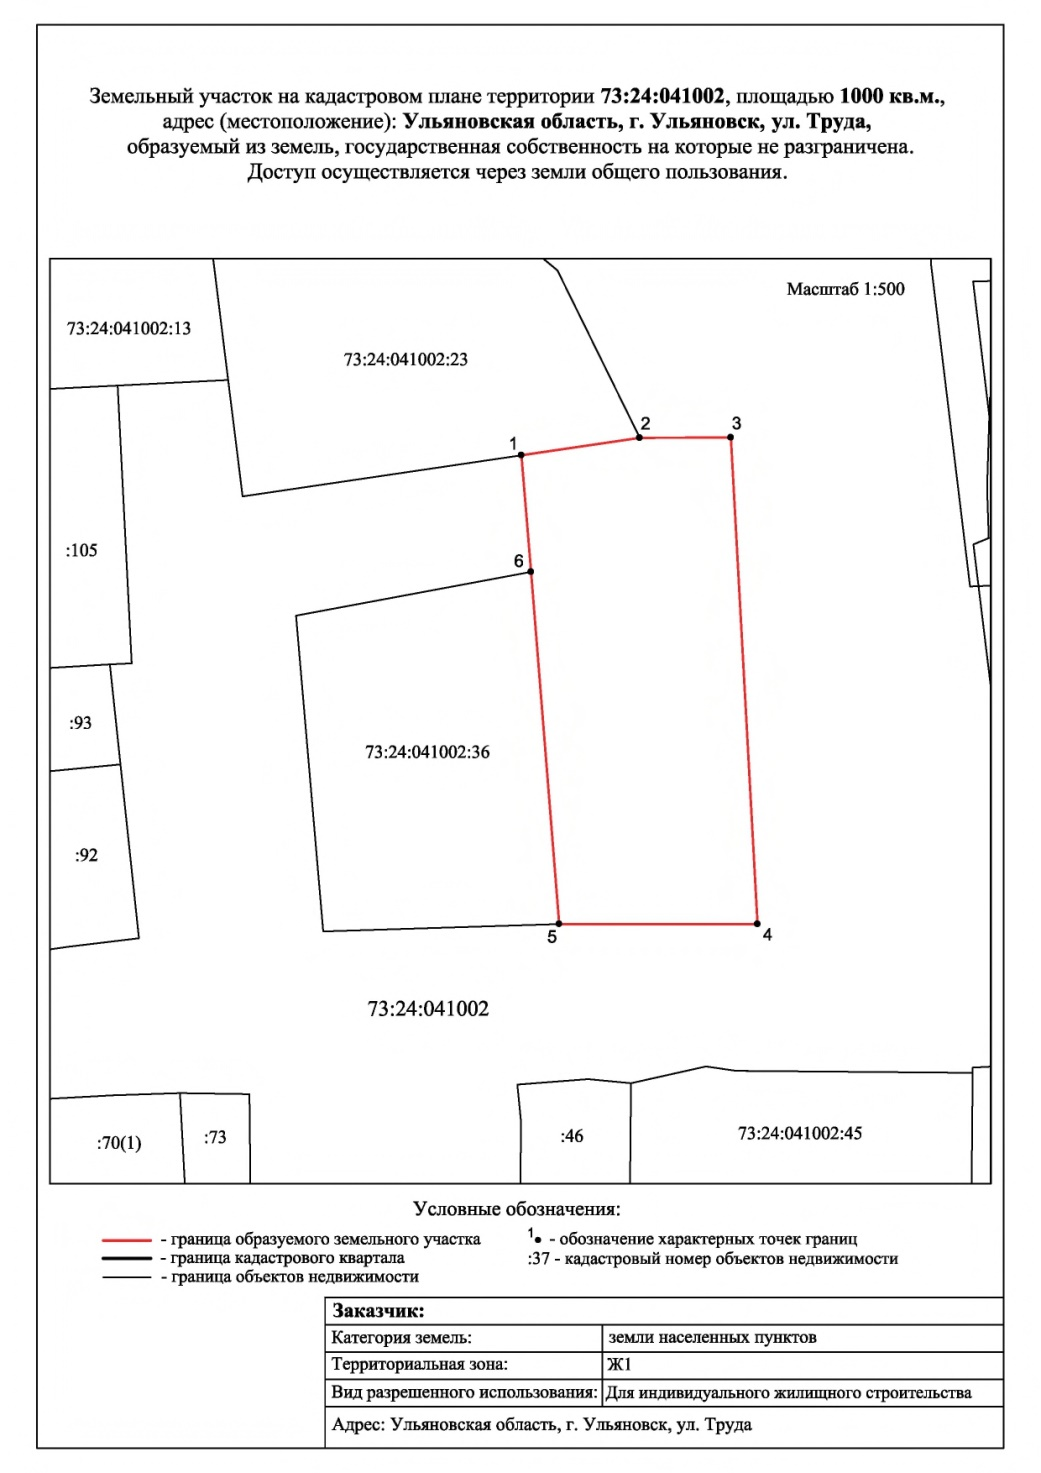 Земельный участок на кадастровом плане территории 73:24:041002, площадью 1000 кв.м.,
адрес (местоположение): Ульяновская область, г. Ульяновск, ул. Труда,
образуемый из земель, государственная собственность на которые не разграничена.
Доступ осуществляется через земли общего пользования.
Масштаб 1:500
73:24:041002:13
73:24:041002:23
1
2
3
:105
6
:93
73:24:041002:36
:92
5
4
73:24:041002
:70(1)
:73
:46
73:24:041002:45
Условные обозначения:
- граница образуемого земельного участка
- граница кадастрового квартала
- граница объектов недвижимости
1 - обозначение характерных точек границ
:37 - кадастровый номер объектов недвижимости
Заказчик:
Категория земель: земли населенных пунктов
Территориальная зона: Ж1
Вид разрешенного использования: Для индивидуального жилищного строительства
Адрес: Ульяновская область, г. Ульяновск, ул. Труда